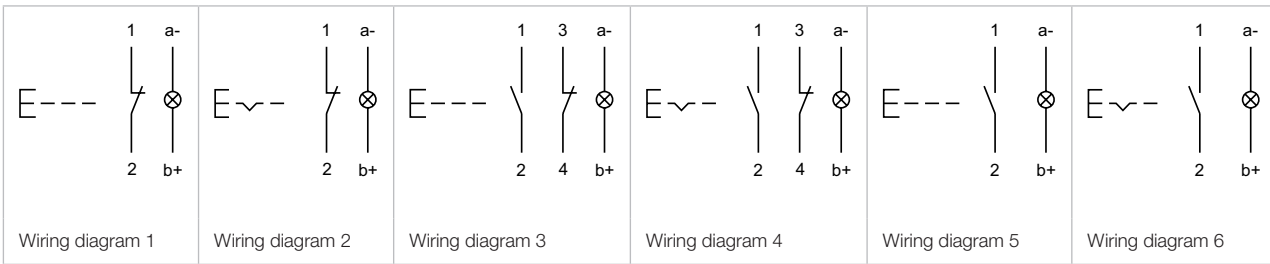 1 a-
2 b+
Wiring diagram 1
1 a-
2 b+
Wiring diagram 2
1 3 a-
2 4 b+
Wiring diagram 3
1 3 a-
2 4 b+
Wiring diagram 4
1 a-
2 b+
Wiring diagram 5
1 a-
2 b+
Wiring diagram 6